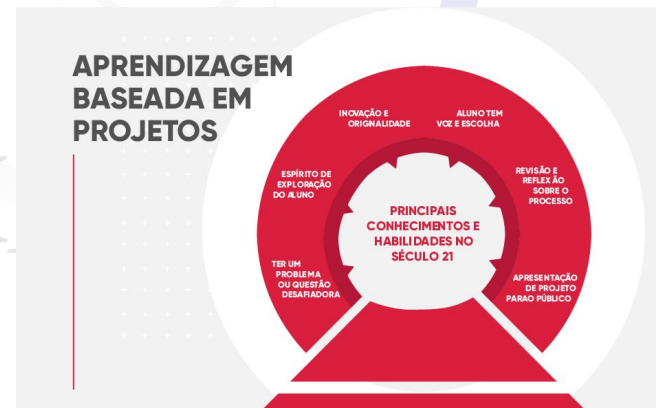 APRENDIZAGEM
BASEADA EM
PROJETOS
TER UM
PROBLEMA
OU QUESTÃO
DESAFIADORA
ESPÍRITO DE
EXPLORAÇÃO
DO ALUNO
INOVAÇÃO E
ORIGNALIDADE
ALUNO TEM
VOZ E ESCOLHA
REVISÃO E
REFLEX ÃO
SOBRE O
PROCESSO
APRESENTAÇÃO
DE PROJETO
PARAO PÚBLICO
PRINCIPAIS
CONHECIMENTOS E
HABILIDADES NO
SÉCULO 21